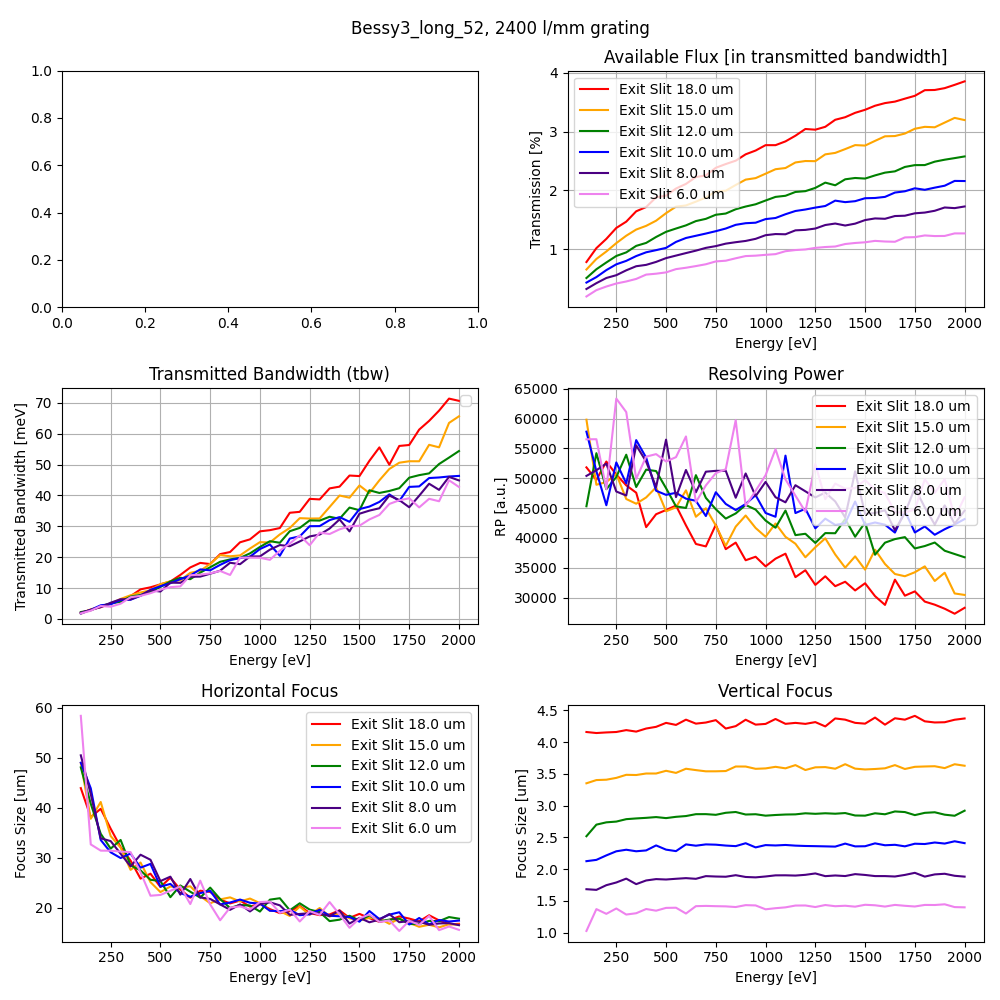 Bessy3_long_52, 2400 l/mm grating
1.0
0.8
0.6
0.4
0.2
0.0
0.0 0.2 0.4 0.6 0.8 1.0
Available Flux [in transmitted bandwidth]
Transmission [%]
4
3
2
1
Exit Slit 18.0 um
Exit Slit 15.0 um
Exit Slit 12.0 um
Exit Slit 10.0 um
Exit Slit 8.0 um
Exit Slit 6.0 um
250 500 750 1000 1250 1500 1750 2000
Energy [eV]
Transmitted Bandwidth (tbw)
Transmitted Bandwidth [meV]
70
60
50
40
30
20
10
0
250 500 750 1000 1250 1500 1750 2000
Energy [eV]
Resolving Power
RP [a.u.]
65000
60000
55000
50000
45000
40000
35000
30000
Exit Slit 18.0 um
Exit Slit 15.0 um
Exit Slit 12.0 um
Exit Slit 10.0 um
Exit Slit 8.0 um
Exit Slit 6.0 um
250 500 750 1000 1250 1500 1750 2000
Energy [eV]
Horizontal Focus
Focus Size [um]
60
50
40
30
20
Exit Slit 18.0 um
Exit Slit 15.0 um
Exit Slit 12.0 um
Exit Slit 10.0 um
Exit Slit 8.0 um
Exit Slit 6.0 um
250 500 750 1000 1250 1500 1750 2000
Energy [eV]
Vertical Focus
Focus Size [um]
4.5
4.0
3.5
3.0
2.5
2.0
1.5
1.0
250 500 750 1000 1250 1500 1750 2000
Energy [eV]